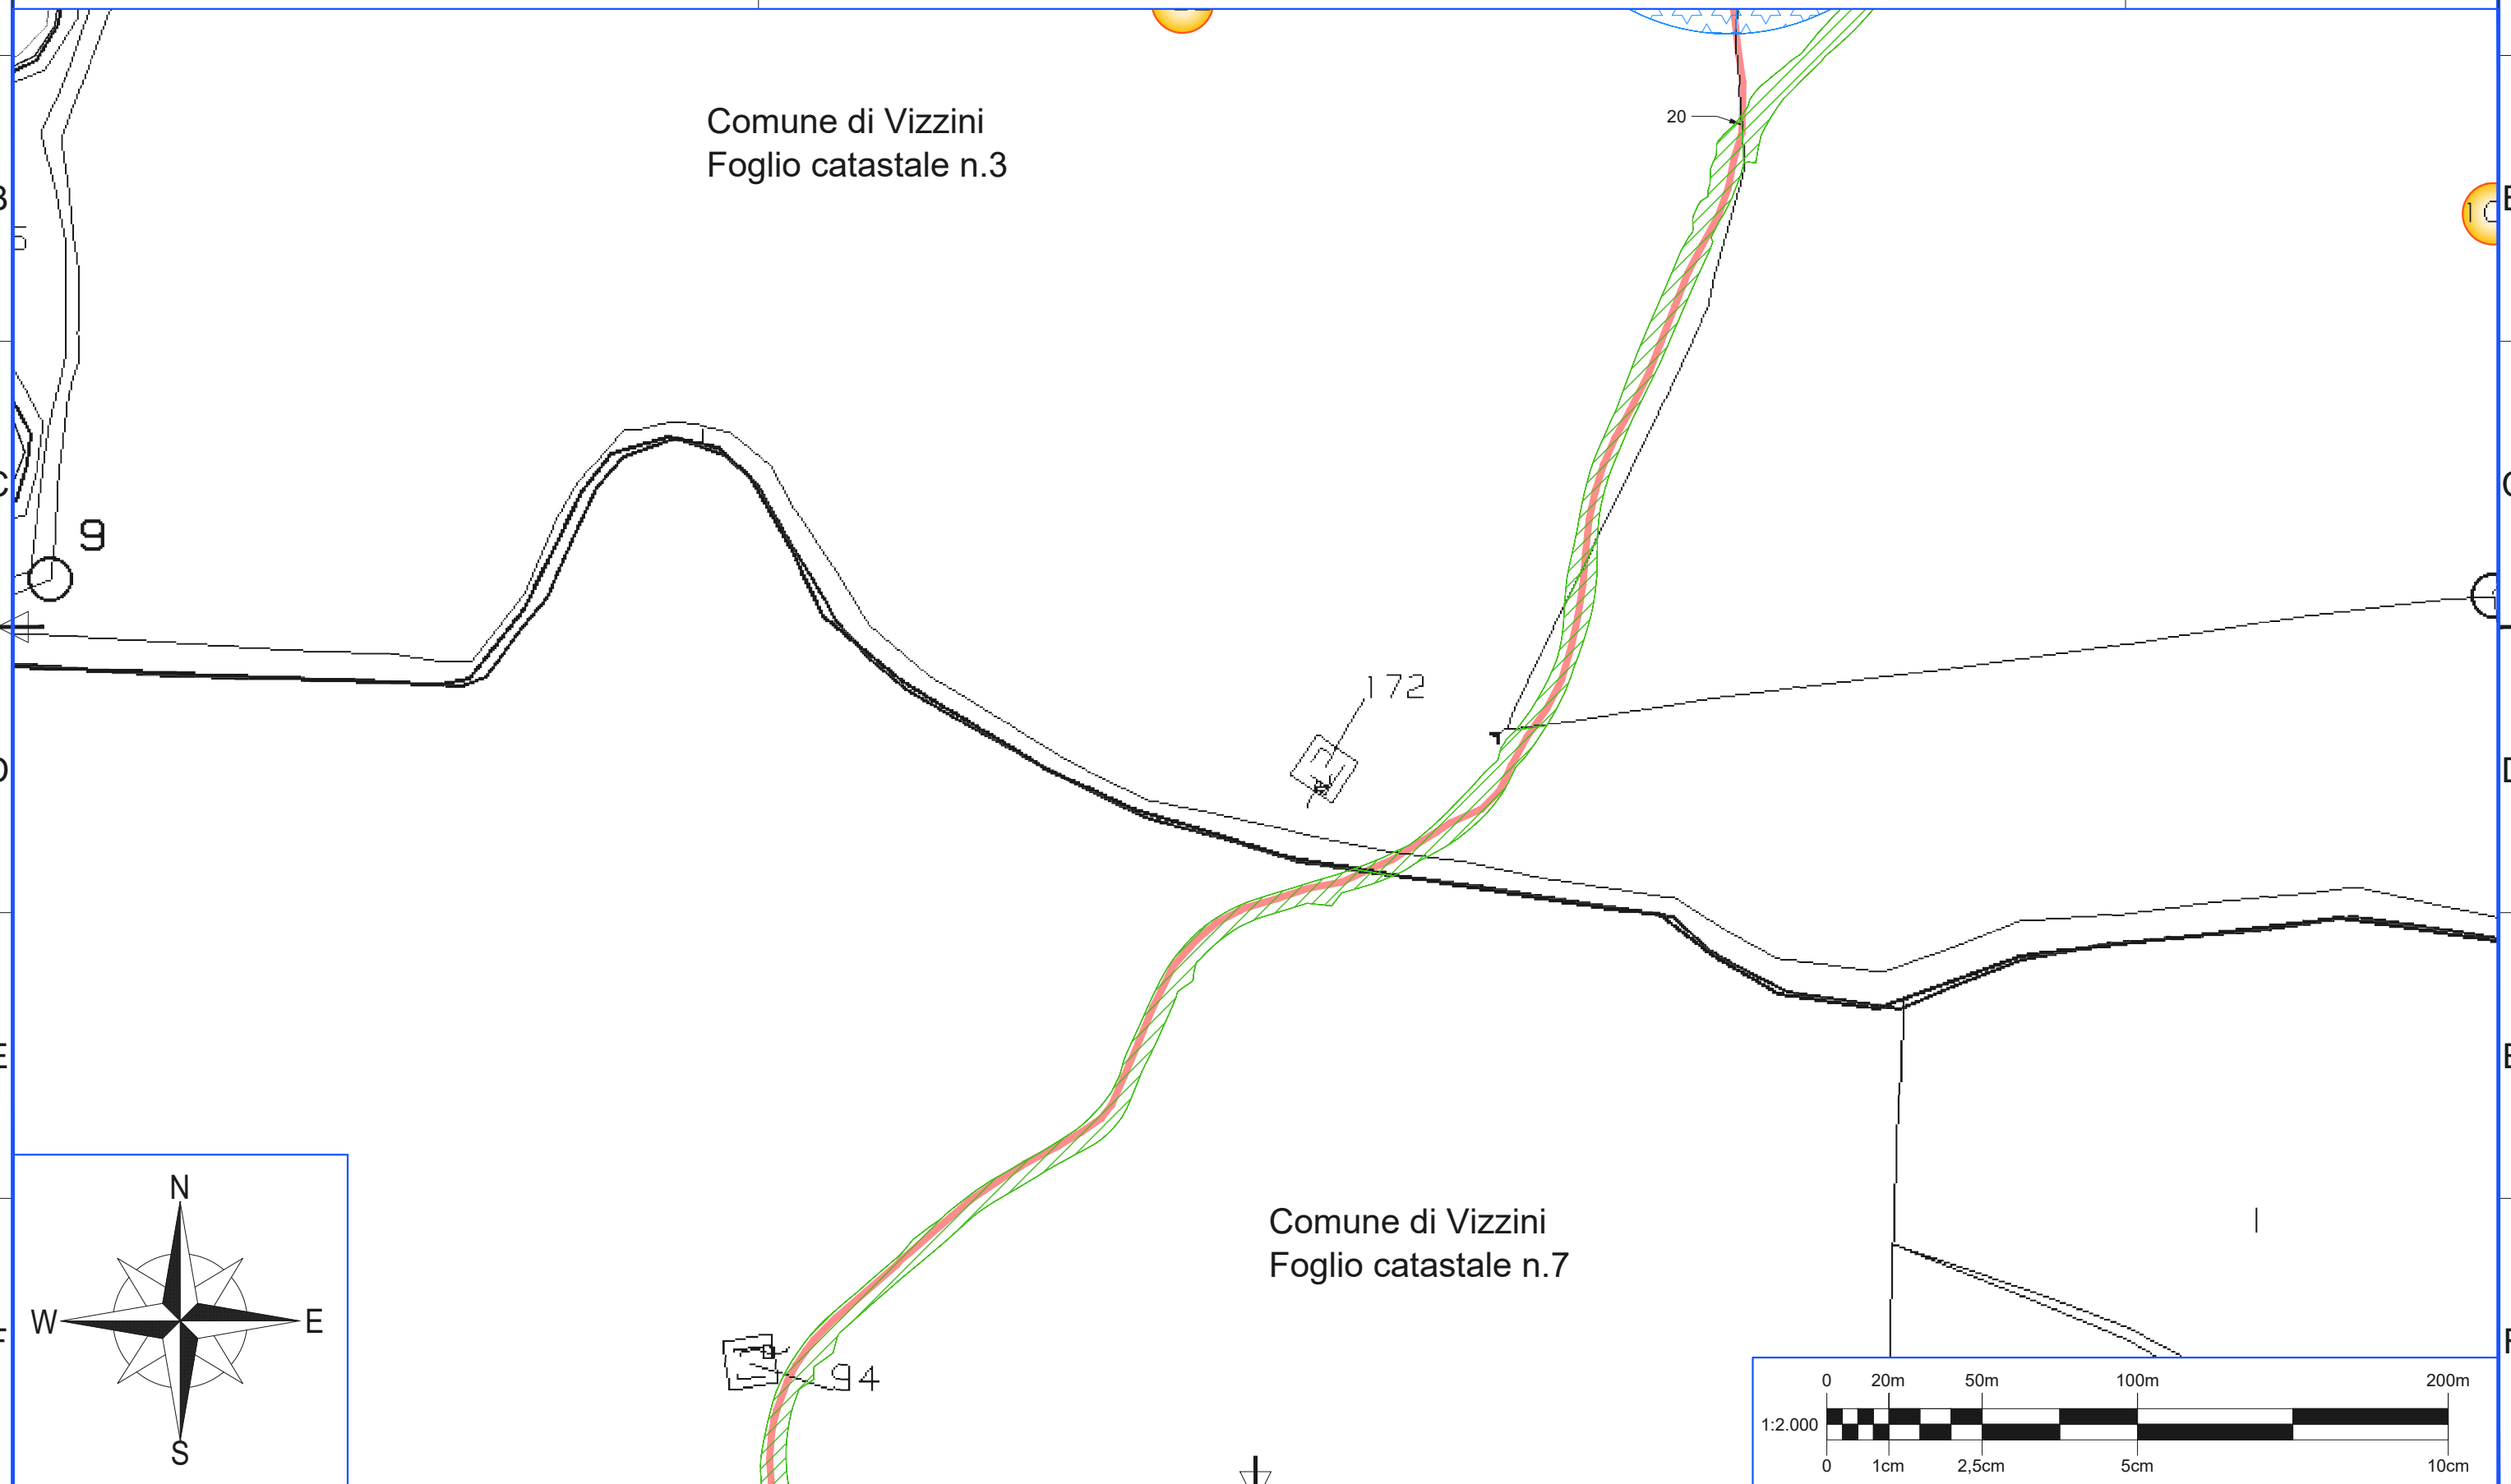 Comune di Vizzini
Foglio catastale n.3
20
9
172
Comune di Vizzini
Foglio catastale n.7
94
N
W
E
S
0 20m 50m 100m 200m
1:2.000
0 1cm 2,5cm 5cm 10cm